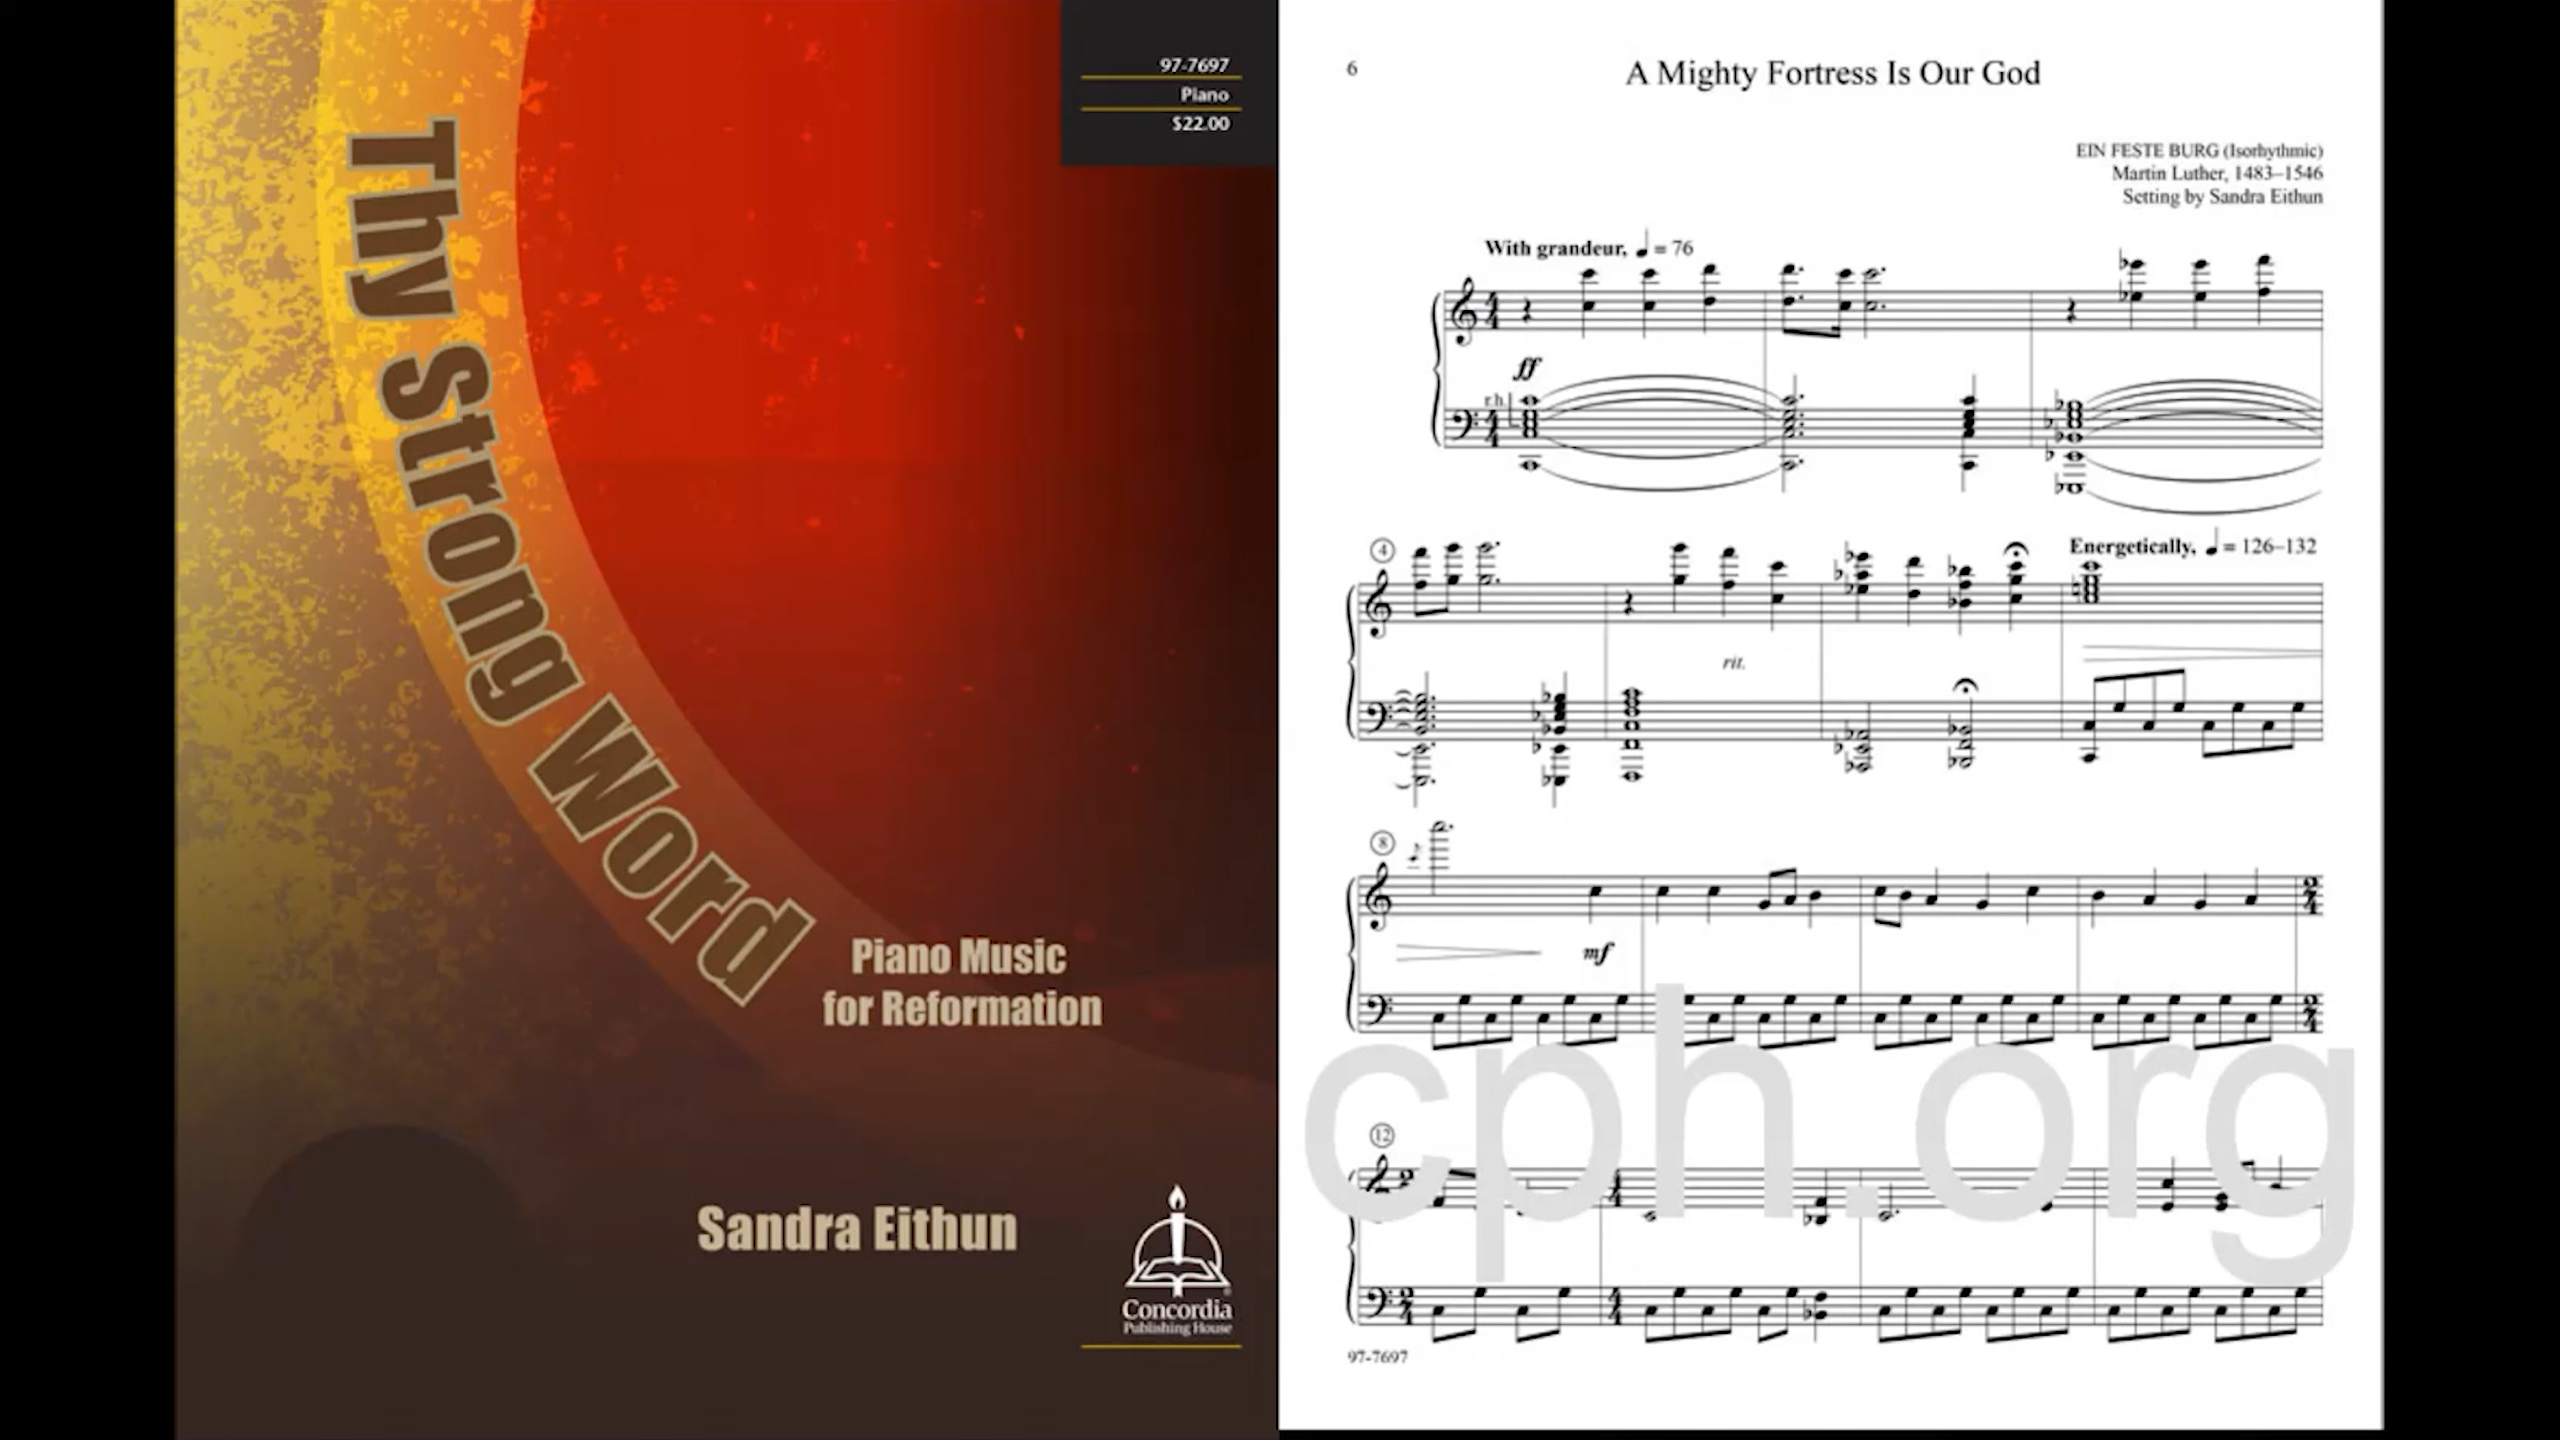 97-7697
Piano
$22.00
Thy Strong Word
Piano Music
for Reformation
Sandra Eithun
Concordia
Publishing House
6
A Mighty Fortress Is Our God
EIN FESTE BURG (Isorhythmic)
Martin Luther, 1483–1546
Setting by Sandra Eithun
With grandeur, ♩ = 76
ff
r.h.
4
Energetically, ♩ = 126–132
rit.
8
mf
12
cph.org
97-7697